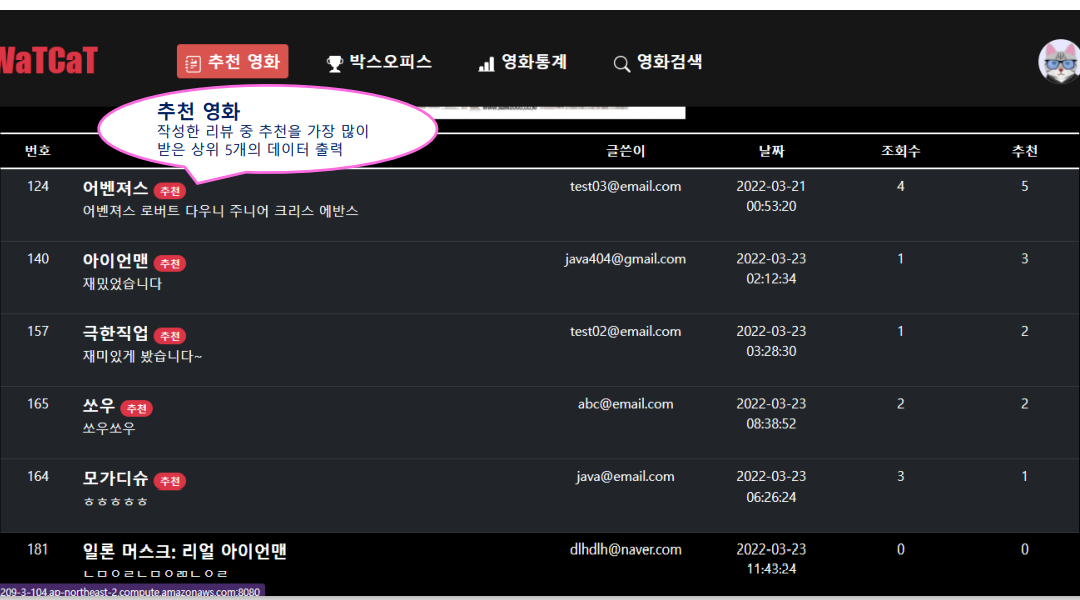 WaTCaT 추천 영화 박스오피스 영화통계 영화검색
추천 영화
작성한 리뷰 중 추천을 가장 많이
받은 상위 5개의 데이터 출력
번호 글쓴이 날짜 조회수 추천
124 어벤져스 추천 test03@email.com 2022-03-21 4 5
어벤져스 로버트 다우니 주니어 크리스 에반스 00:53:20
140 아이언맨 추천 java404@gmail.com 2022-03-23 1 3
재밌었습니다 02:12:34
157 극한직업 추천 test02@email.com 2022-03-23 1 2
재미있게 봤습니다~ 03:28:30
165 쏘우 추천 abc@email.com 2022-03-23 2 2
쏘우쏘우 08:38:52
164 모가디슈 추천 java@email.com 2022-03-23 3 1
ㅎㅎㅎㅎㅎ 06:26:24
181 일론 머스크: 리얼 아이언맨 dlhdlh@naver.com 2022-03-23 0 0
11:43:24
209-3-104.ap-northeast-2.compute.amazonaws.com:8080